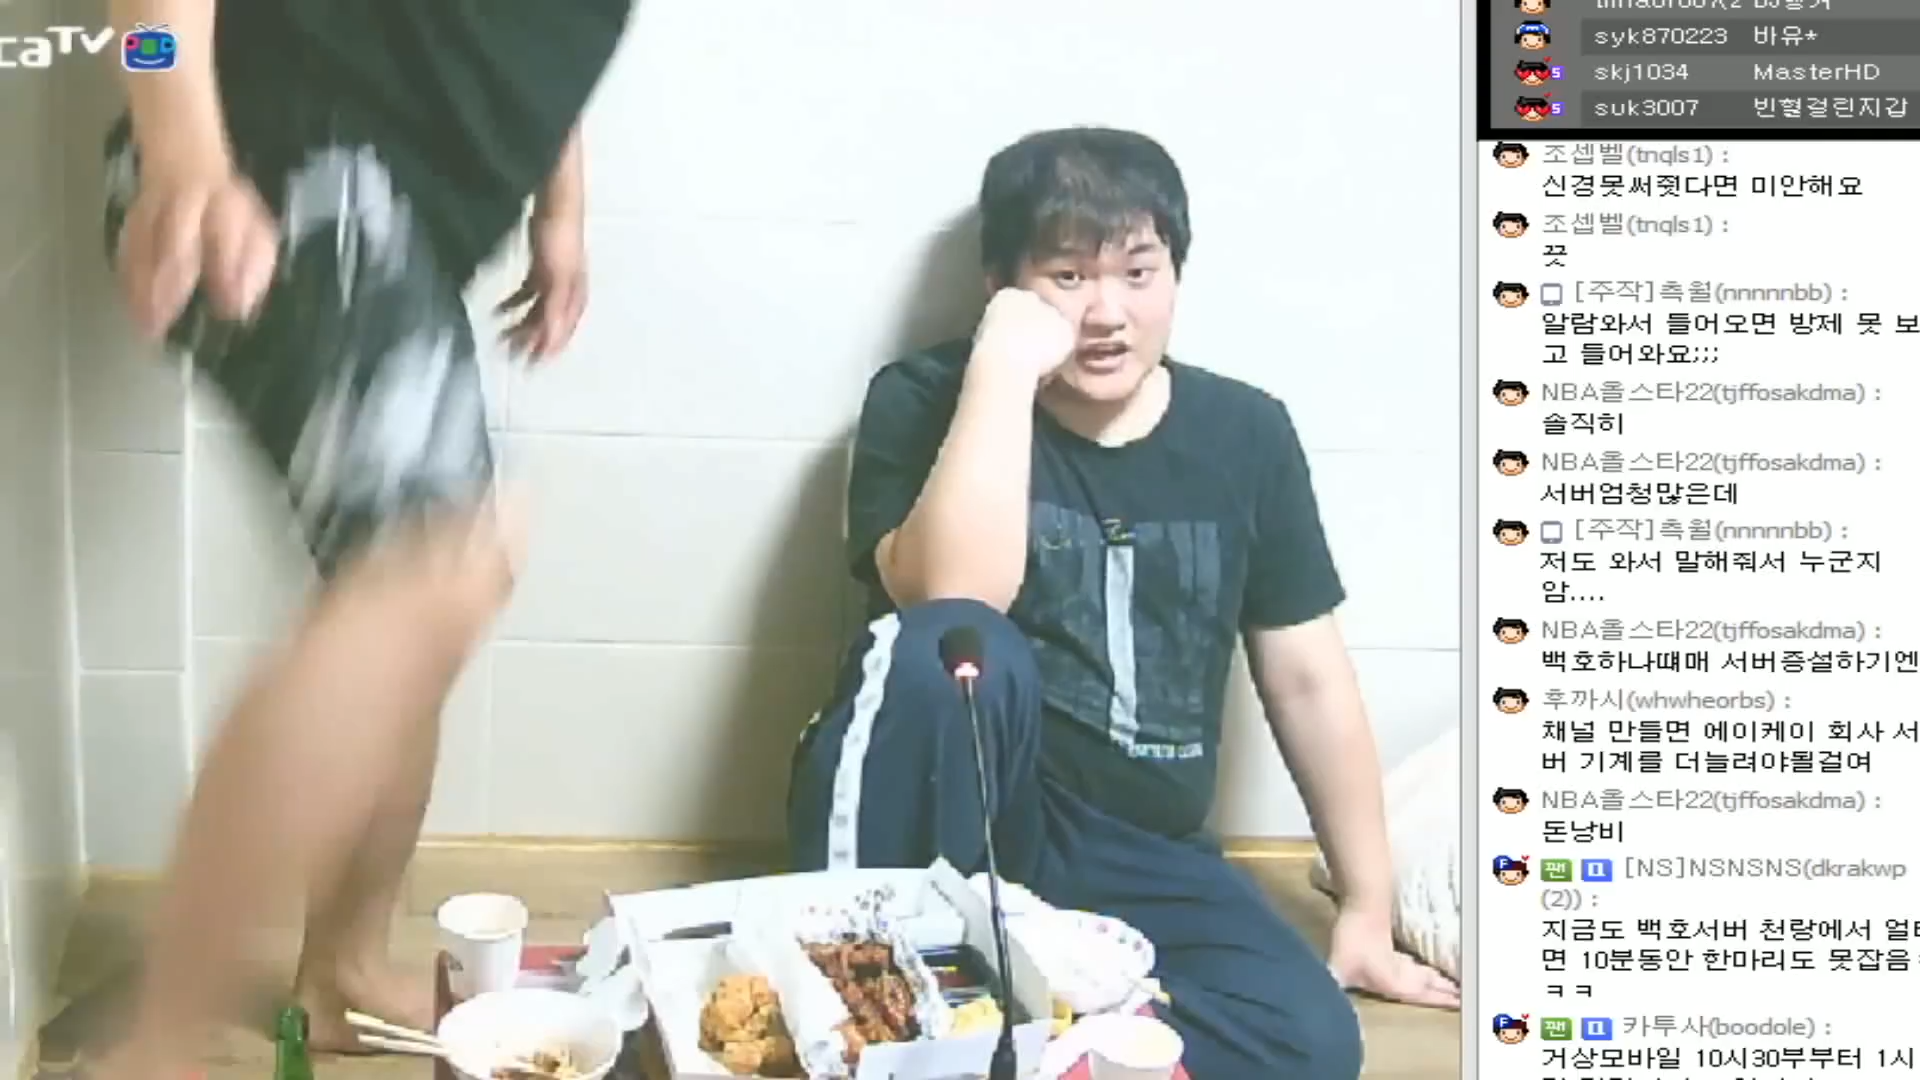 caTV
syk870223 바유*
skj1034 MasterHD
suk3007 빈혈걸린지갑
조셉벨(tnqls1) :
신경못써줫다면 미안해요
조셉벨(tnqls1) :
끗
[주작]측월(nnnnnbb) :
알람와서 들어오면 방제 못 보
고 들어와요;;;
NBA올스타22(tjffosakdma) :
솔직히
NBA올스타22(tjffosakdma) :
서버엄청많은데
[주작]측월(nnnnnbb) :
저도 와서 말해줘서 누군지
암....
NBA올스타22(tjffosakdma) :
백호하나떄매 서버증설하기엔
후까시(whwheorbs) :
채널 만들면 에이케이 회사 서
버 기계를 더늘려야될걸여
NBA올스타22(tjffosakdma) :
돈낭비
팬 [NS]NSNSNS(dkrakwp
(2)) :
지금도 백호서버 천랑에서
면 10분동안 한마리도 못잡음
ㅋㅋ
팬 카투사(boodole) :
거상모바일 10시30부부터 1시